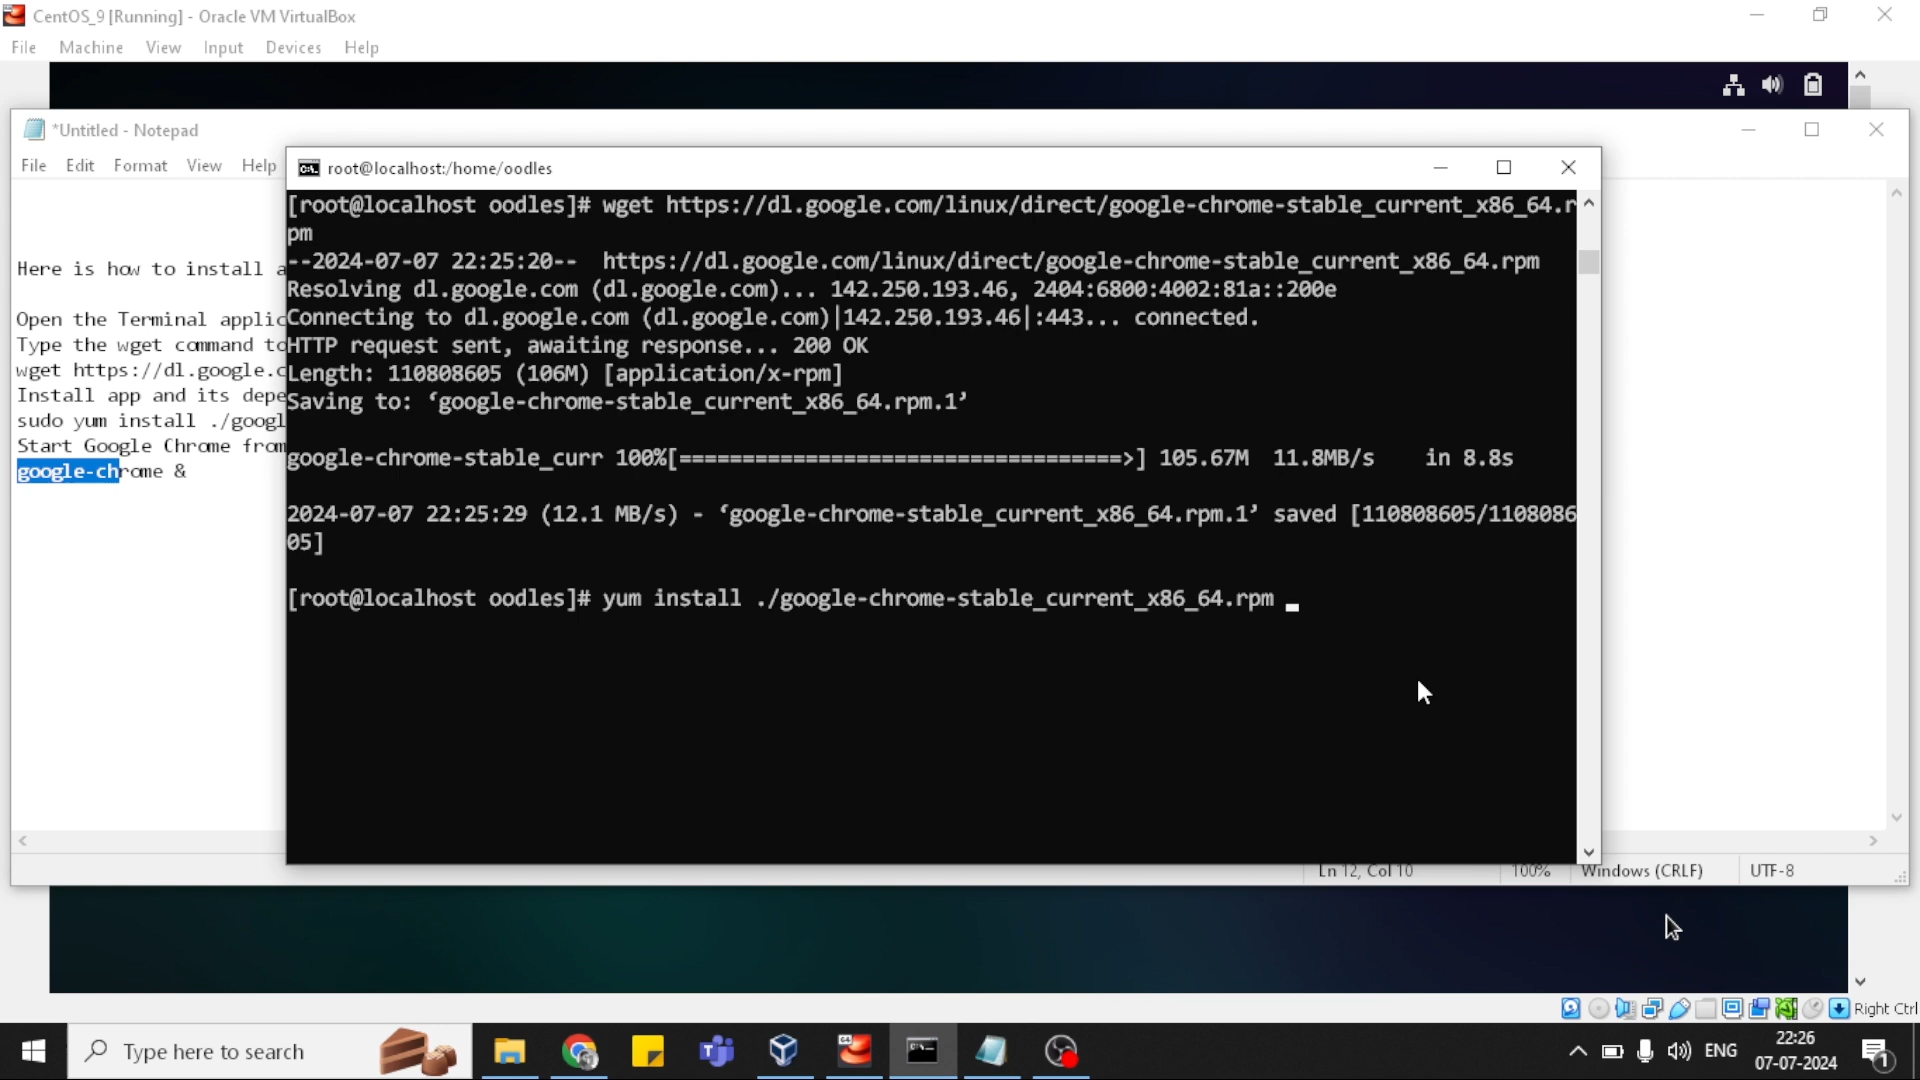 CentOS_9 [Running] - Oracle VM VirtualBox
File Machine View Input Devices Help
*Untitled - Notepad
File Edit Format View Help
root@localhost:/home/oodles
Here is how to install a
Open the Terminal applic
Type the wget command to
wget https://dl.google.c
Install app and its depe
sudo yum install ./googl
Start Google Chrome from
google-chrome &
[root@localhost oodles]# wget https://dl.google.com/linux/direct/google-chrome-stable_current_x86_64.r
pm
--2024-07-07 22:25:20-- https://dl.google.com/linux/direct/google-chrome-stable_current_x86_64.rpm
Resolving dl.google.com (dl.google.com)... 142.250.193.46, 2404:6800:4002:81a::200e
Connecting to dl.google.com (dl.google.com)|142.250.193.46|:443... connected.
HTTP request sent, awaiting response... 200 OK
Length: 110808605 (106M) [application/x-rpm]
Saving to: ‘google-chrome-stable_current_x86_64.rpm.1’
google-chrome-stable_curr 100%[===================================>] 105.67M 11.8MB/s in 8.8s
2024-07-07 22:25:29 (12.1 MB/s) - ‘google-chrome-stable_current_x86_64.rpm.1’ saved [110808605/1108086
05]
[root@localhost oodles]# yum install ./google-chrome-stable_current_x86_64.rpm
Ln 12, Col 10 100% Windows (CRLF) UTF-8
Right Ctrl
Type here to search
ENG
22:26
07-07-2024
1